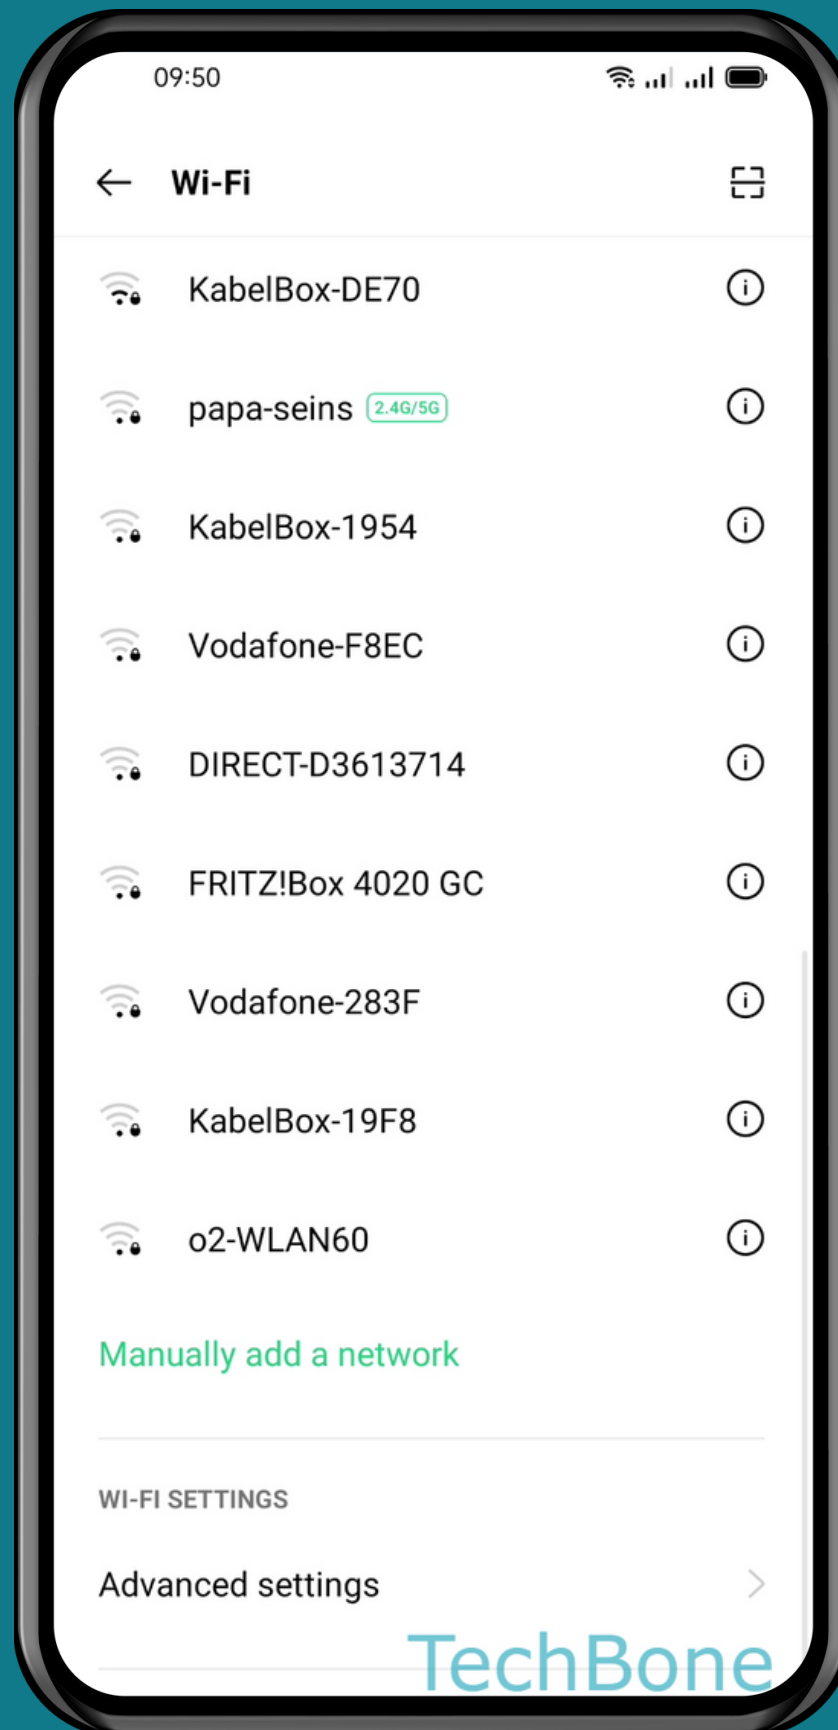 09:50
Wi-Fi
KabelBox-DE70
papa-seins 2.4G/5G
KabelBox-1954
Vodafone-F8EC
DIRECT-D3613714
FRITZ!Box 4020 GC
Vodafone-283F
KabelBox-19F8
o2-WLAN60
Manually add a network
WI-FI SETTINGS
Advanced settings
TechBone